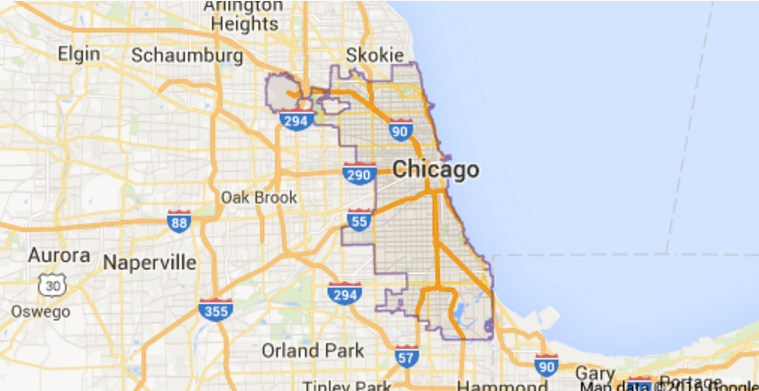 Arlington
Heights
Elgin
Schaumburg
Skokie
294
90
290
Chicago
Oak Brook
88
55
Aurora
Naperville
30
294
Oswego
355
Orland Park
57
90
Gary
Tinley Park
Hammond
Portage
Map data ©2016 Google